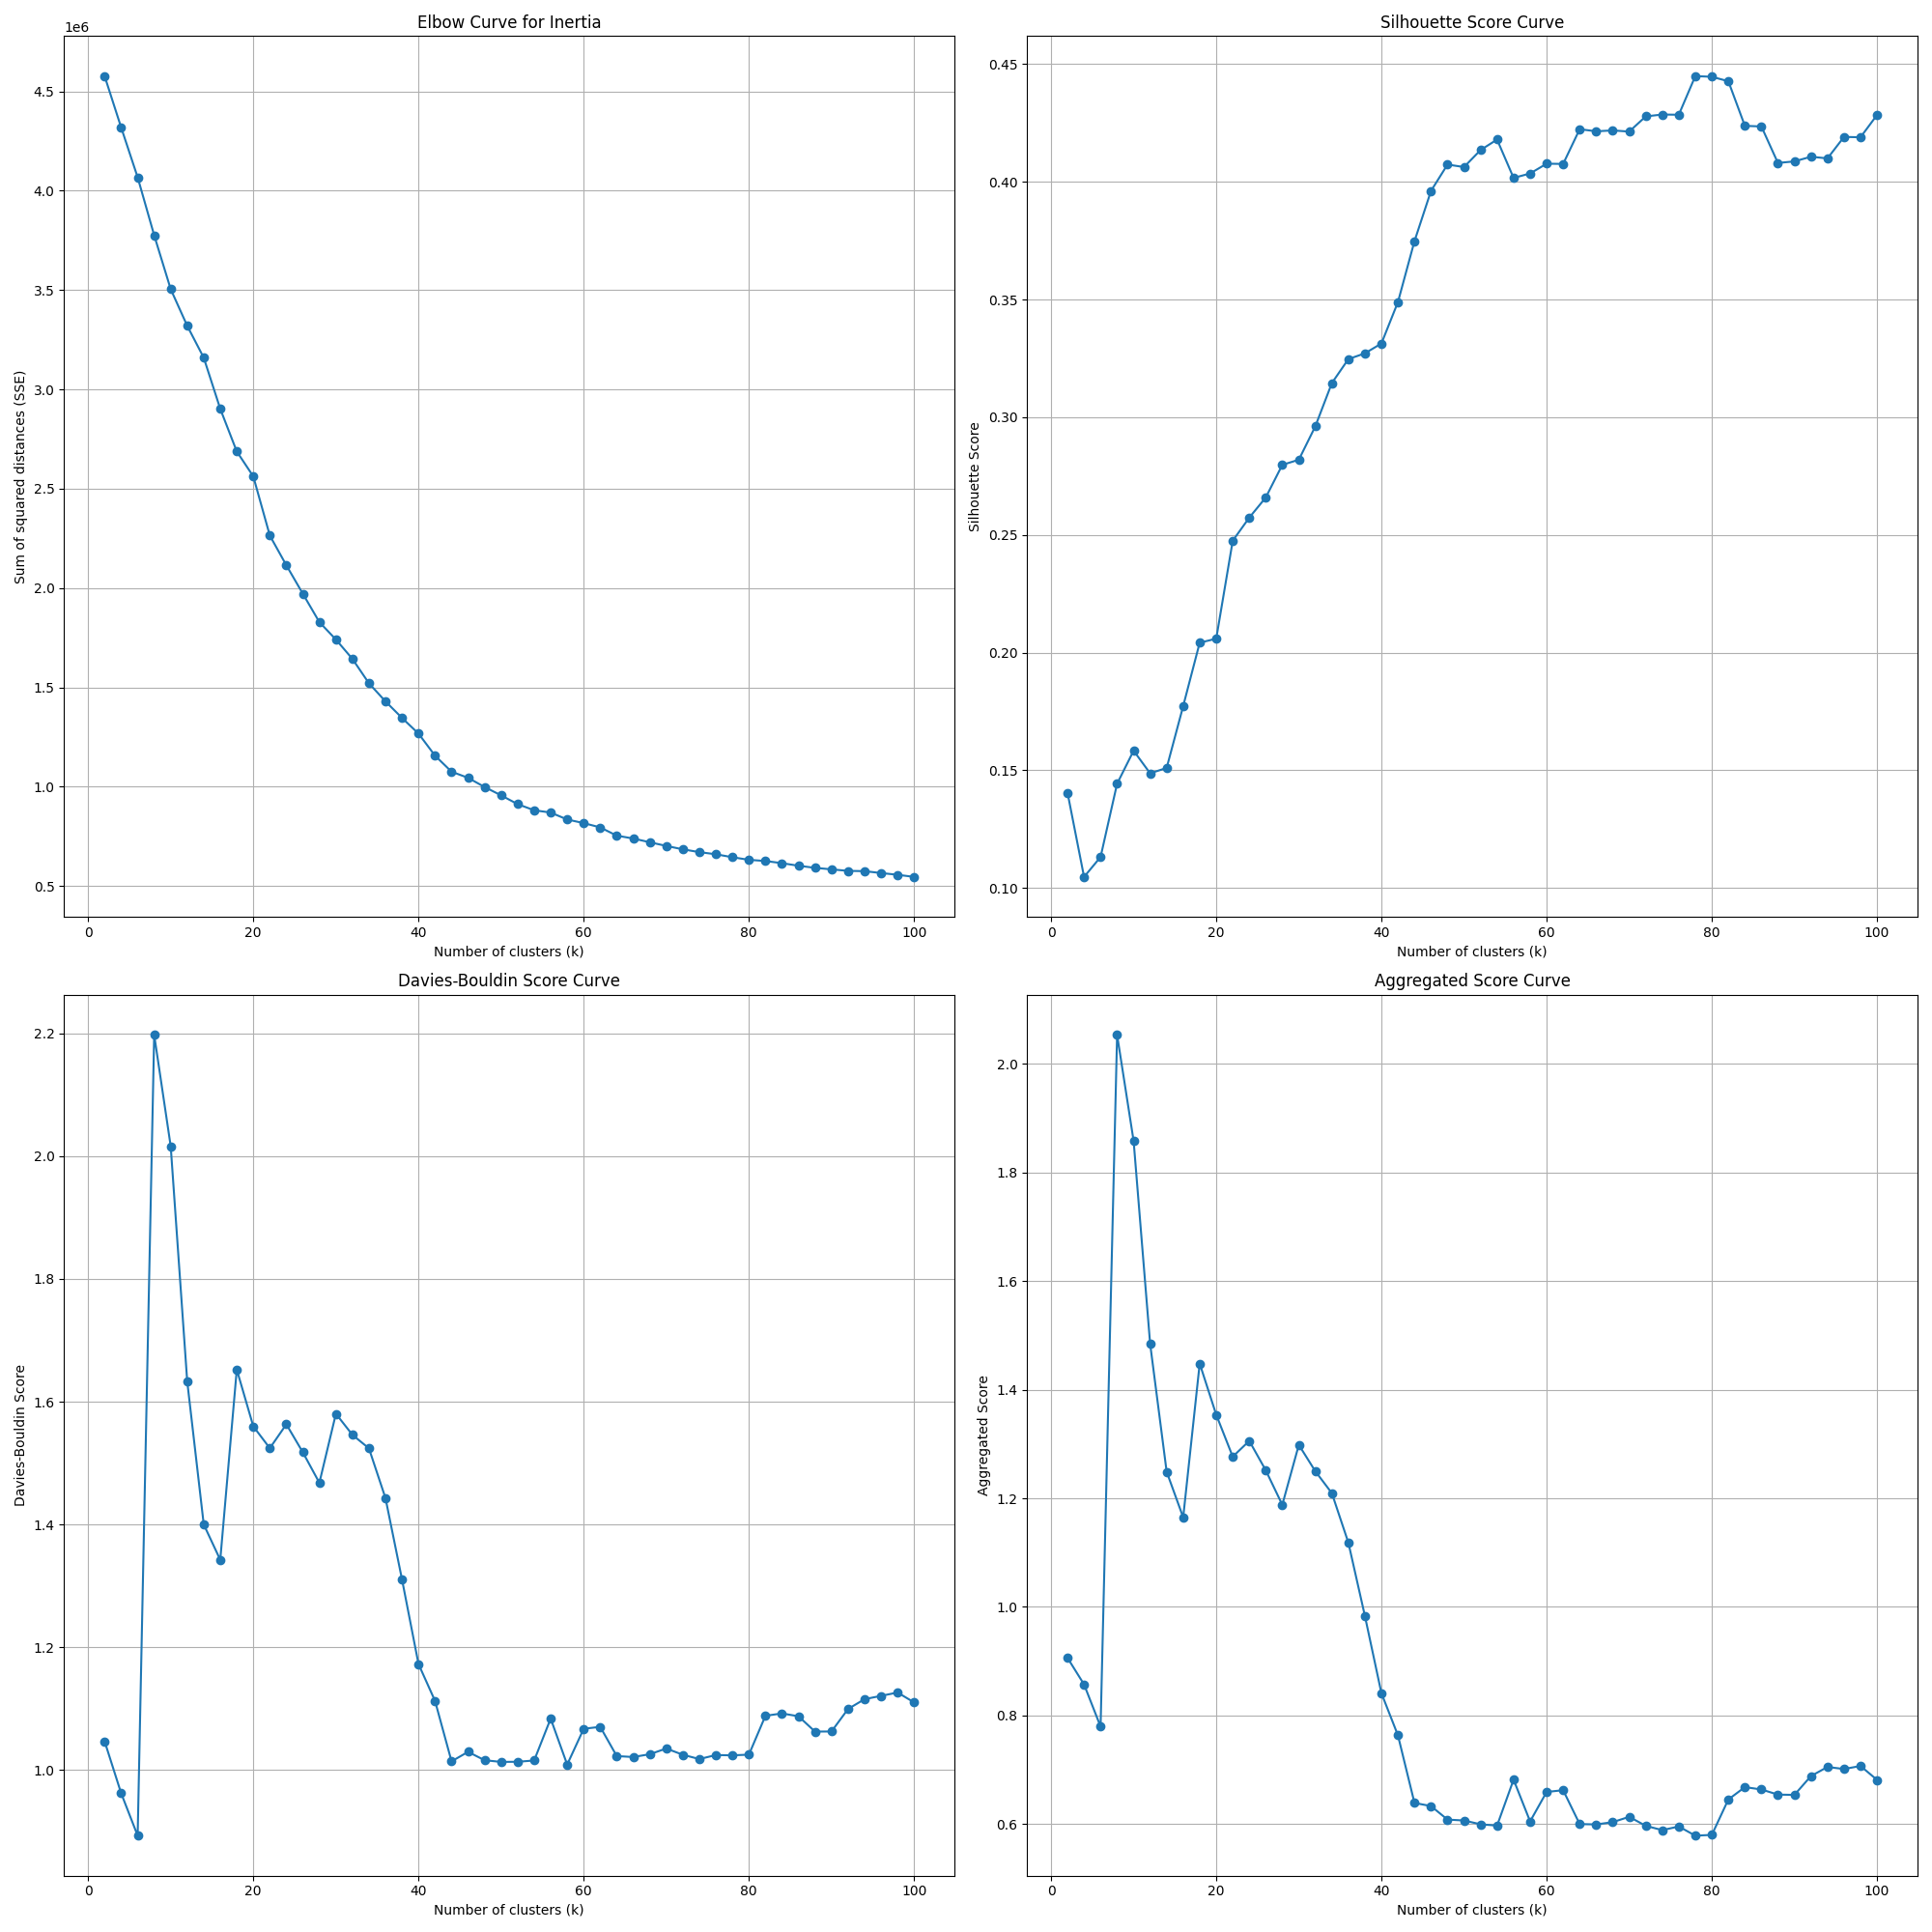 Elbow Curve for Inertia
1e6
4.5
4.0
3.5
3.0
2.5
2.0
1.5
1.0
0.5
Sum of squared distances (SSE)
0 20 40 60 80 100
Number of clusters (k)
Silhouette Score Curve
0.45
0.40
0.35
0.30
0.25
0.20
0.15
0.10
Silhouette Score
0 20 40 60 80 100
Number of clusters (k)
Davies-Bouldin Score Curve
2.2
2.0
1.8
1.6
1.4
1.2
1.0
Davies-Bouldin Score
0 20 40 60 80 100
Number of clusters (k)
Aggregated Score Curve
2.0
1.8
1.6
1.4
1.2
1.0
0.8
0.6
Aggregated Score
0 20 40 60 80 100
Number of clusters (k)